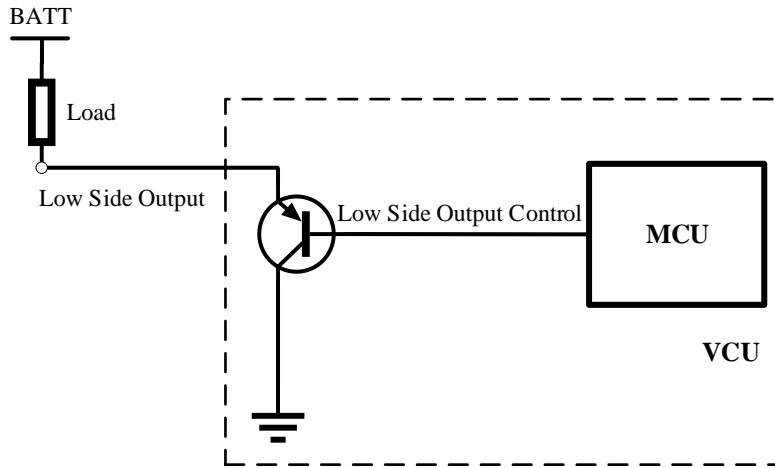 BATT
Load
Low Side Output
Low Side Output Control
MCU
VCU